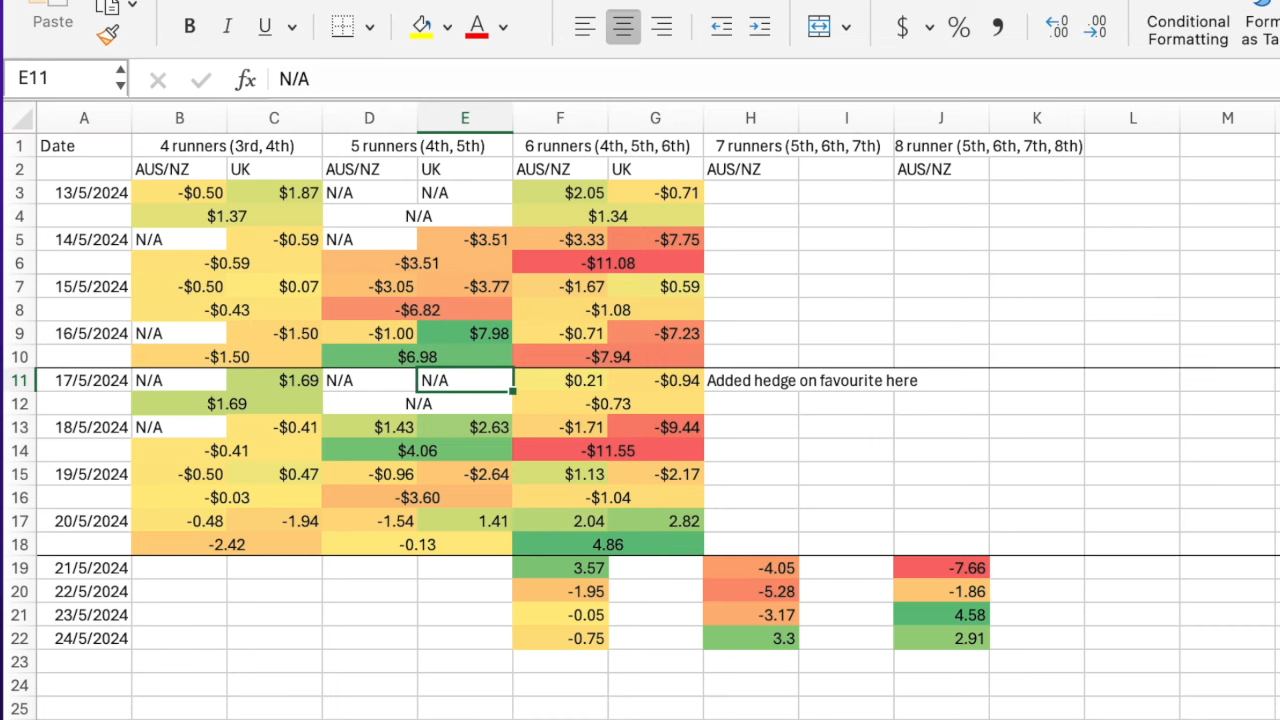 Paste B I U A $ % , Conditional Form
Formatting as Ta
E11 fx N/A
A B C D E F G H I J K L M
1 Date 4 runners (3rd, 4th) 5 runners (4th, 5th) 6 runners (4th, 5th, 6th) 7 runners (5th, 6th, 7th) 8 runner (5th, 6th, 7th, 8th)
2 AUS/NZ UK AUS/NZ UK AUS/NZ UK AUS/NZ AUS/NZ
3 13/5/2024 -$0.50 $1.87 N/A N/A $2.05 -$0.71
4 $1.37 N/A $1.34
5 14/5/2024 N/A -$0.59 N/A -$3.51 -$3.33 -$7.75
6 -$0.59 -$3.51 -$11.08
7 15/5/2024 -$0.50 $0.07 -$3.05 -$3.77 -$1.67 $0.59
8 -$0.43 -$6.82 -$1.08
9 16/5/2024 N/A -$1.50 -$1.00 $7.98 -$0.71 -$7.23
10 -$1.50 $6.98 -$7.94
11 17/5/2024 N/A $1.69 N/A N/A $0.21 -$0.94 Added hedge on favourite here
12 $1.69 N/A -$0.73
13 18/5/2024 N/A -$0.41 $1.43 $2.63 -$1.71 -$9.44
14 -$0.41 $4.06 -$11.55
15 19/5/2024 -$0.50 $0.47 -$0.96 -$2.64 $1.13 -$2.17
16 -$0.03 -$3.60 -$1.04
17 20/5/2024 -0.48 -1.94 -1.54 1.41 2.04 2.82
18 -2.42 -0.13 4.86
19 21/5/2024 3.57 -4.05 -7.66
20 22/5/2024 -1.95 -5.28 -1.86
21 23/5/2024 -0.05 -3.17 4.58
22 24/5/2024 -0.75 3.3 2.91
23
24
25